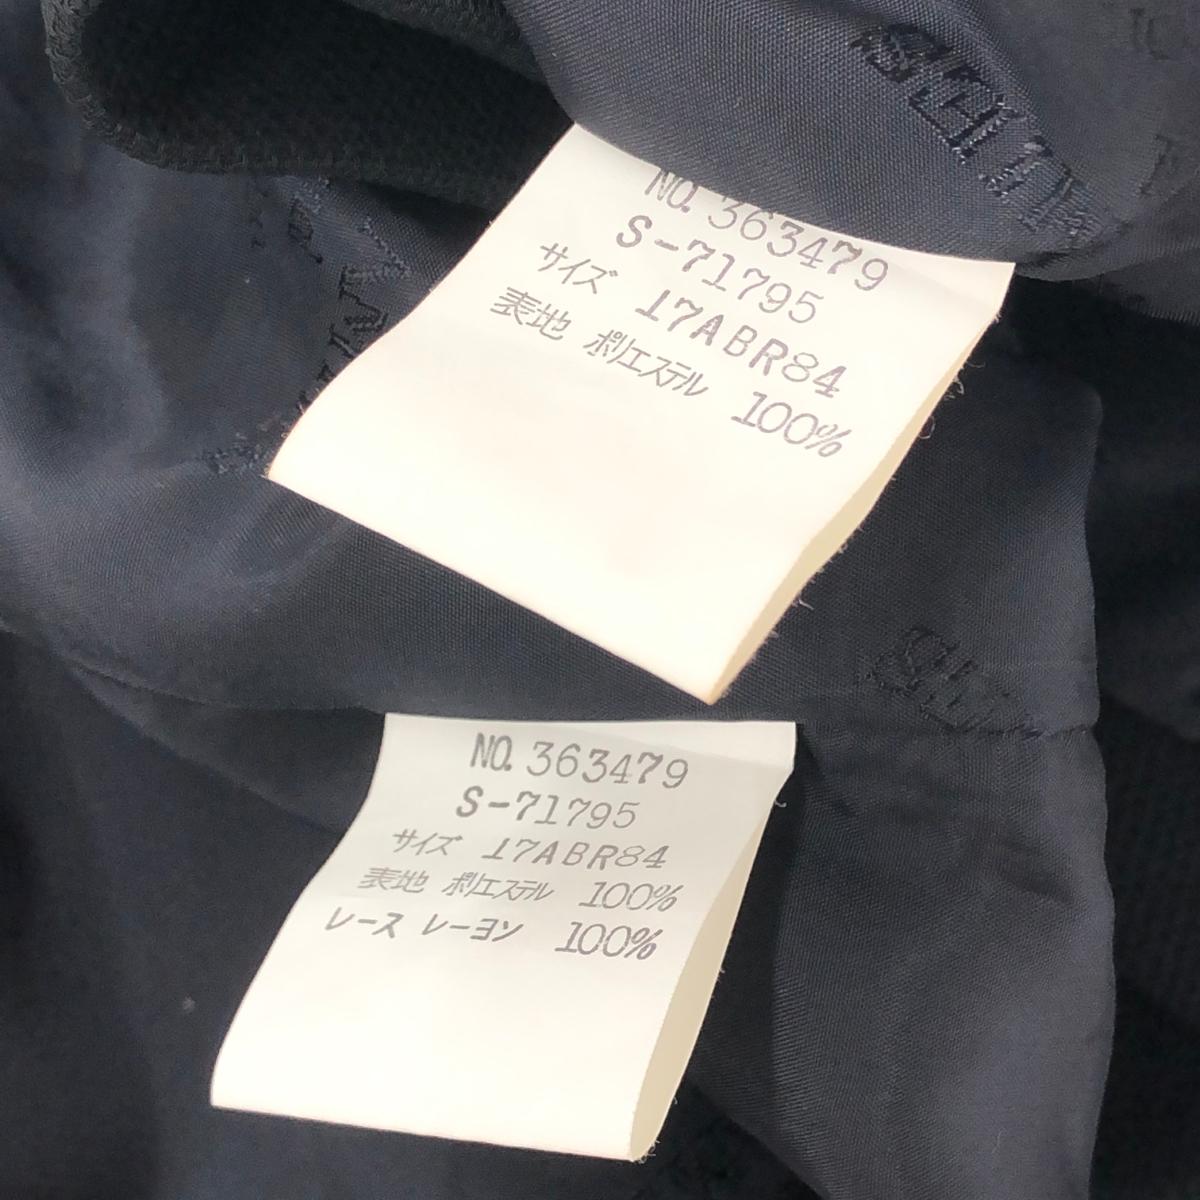 NO. 363479
S-71795
サイズ 17ABR84
表地 ポリエステル 100%
NO. 363479
S-71795
サイズ 17ABR84
表地 ポリエステル 100%
レース レーヨン 100%